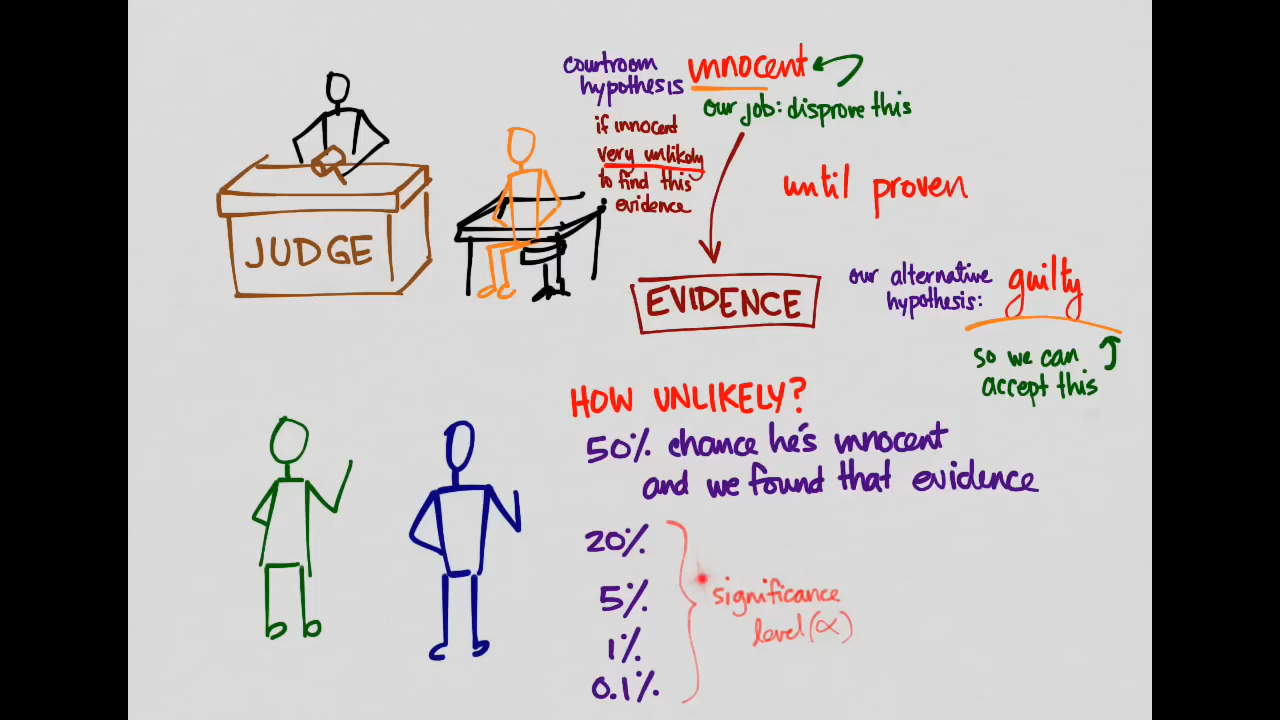 courtroom
hypothesis
innocent
our job: disprove this
if innocent
very unlikely
to find this
evidence
until proven
JUDGE
EVIDENCE
our alternative
hypothesis:
guilty
so we can
accept this
HOW UNLIKELY?
50% chance he's innocent
and we found that evidence
20%
5%
1%
0.1%
significance
level (α)